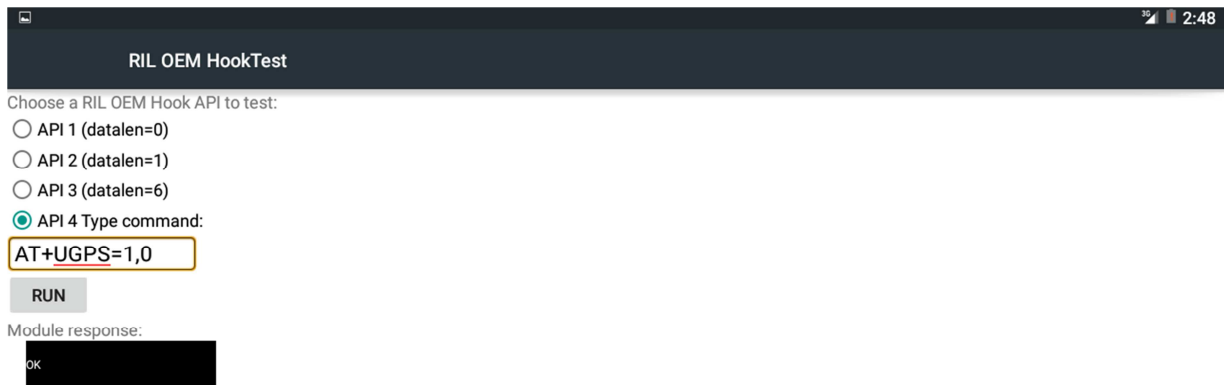 3G 2:48
RIL OEM HookTest
Choose a RIL OEM Hook API to test:
API 1 (datalen=0)
API 2 (datalen=1)
API 3 (datalen=6)
API 4 Type command:
AT+UGPS=1,0
RUN
Module response:
OK